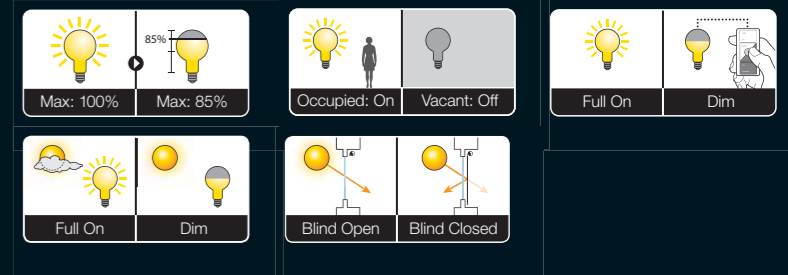 85%
Max: 100%
Max: 85%
Occupied: On
Vacant: Off
Full On
Dim
Full On
Dim
Blind Open
Blind Closed